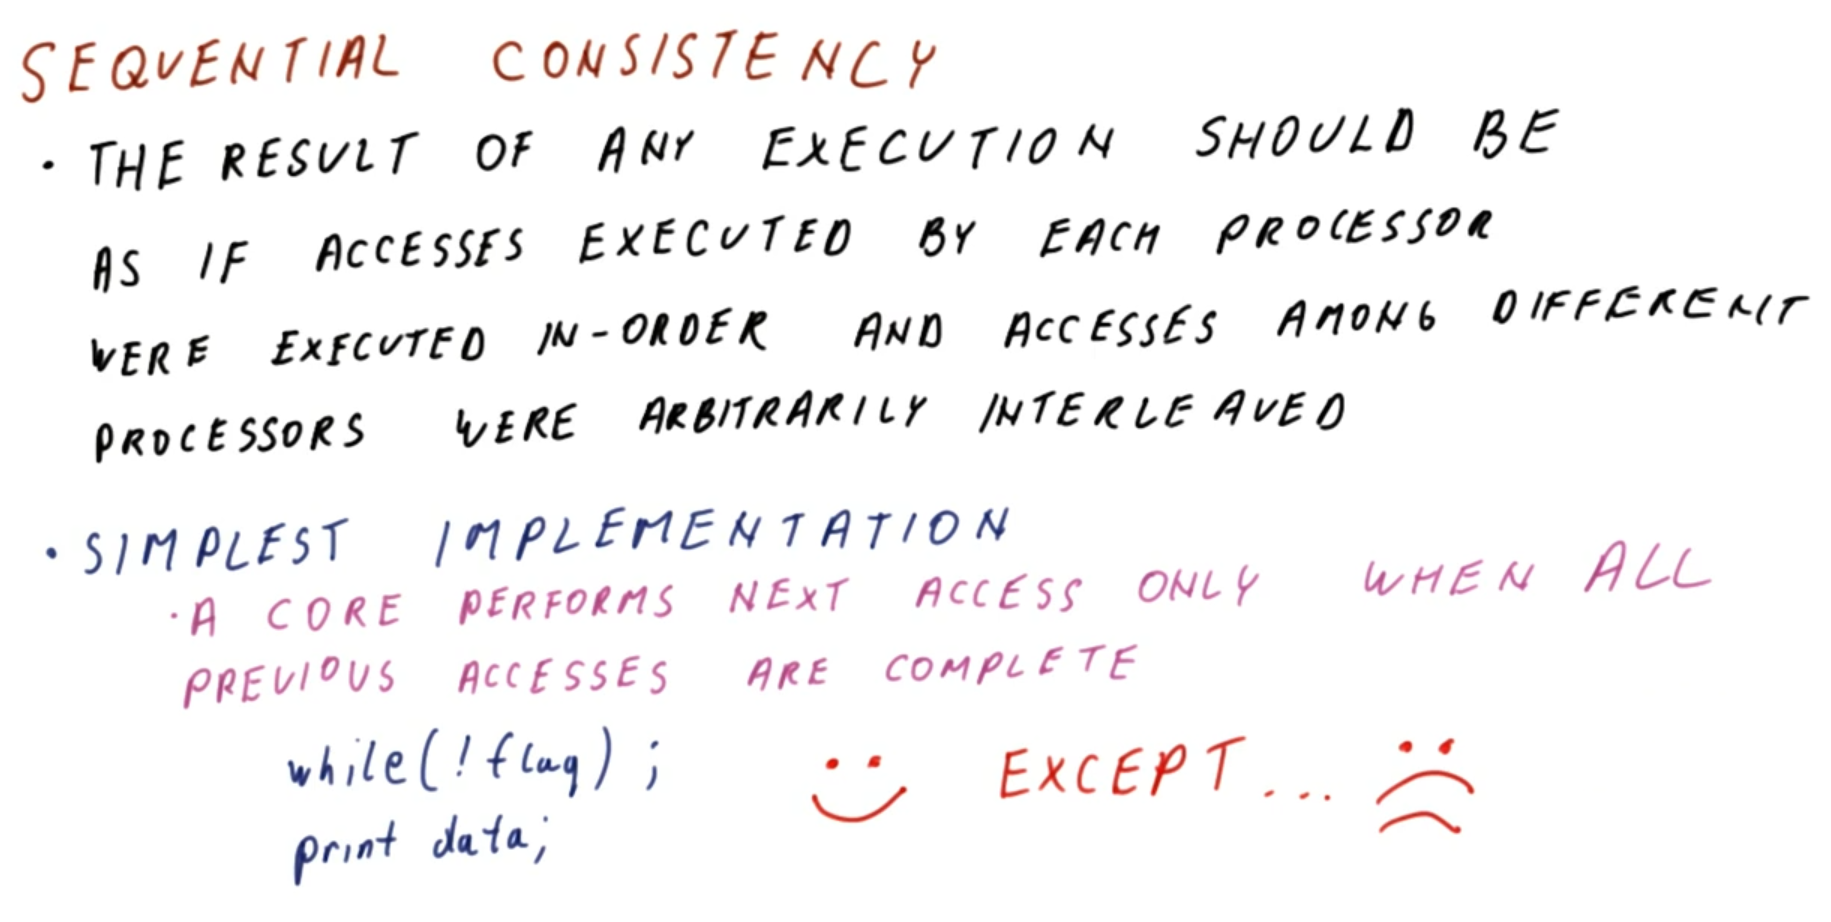 SEQUENTIAL CONSISTENCY
· THE RESULT OF ANY EXECUTION SHOULD BE
AS IF ACCESSES EXECUTED BY EACH PROCESSOR
WERE EXECUTED IN-ORDER AND ACCESSES AMONG DIFFERENT
PROCESSORS WERE ARBITRARILY INTERLEAVED
· SIMPLEST IMPLEMENTATION
· A CORE PERFORMS NEXT ACCESS ONLY WHEN ALL
PREVIOUS ACCESSES ARE COMPLETE
while(!flag); EXCEPT...
print data;